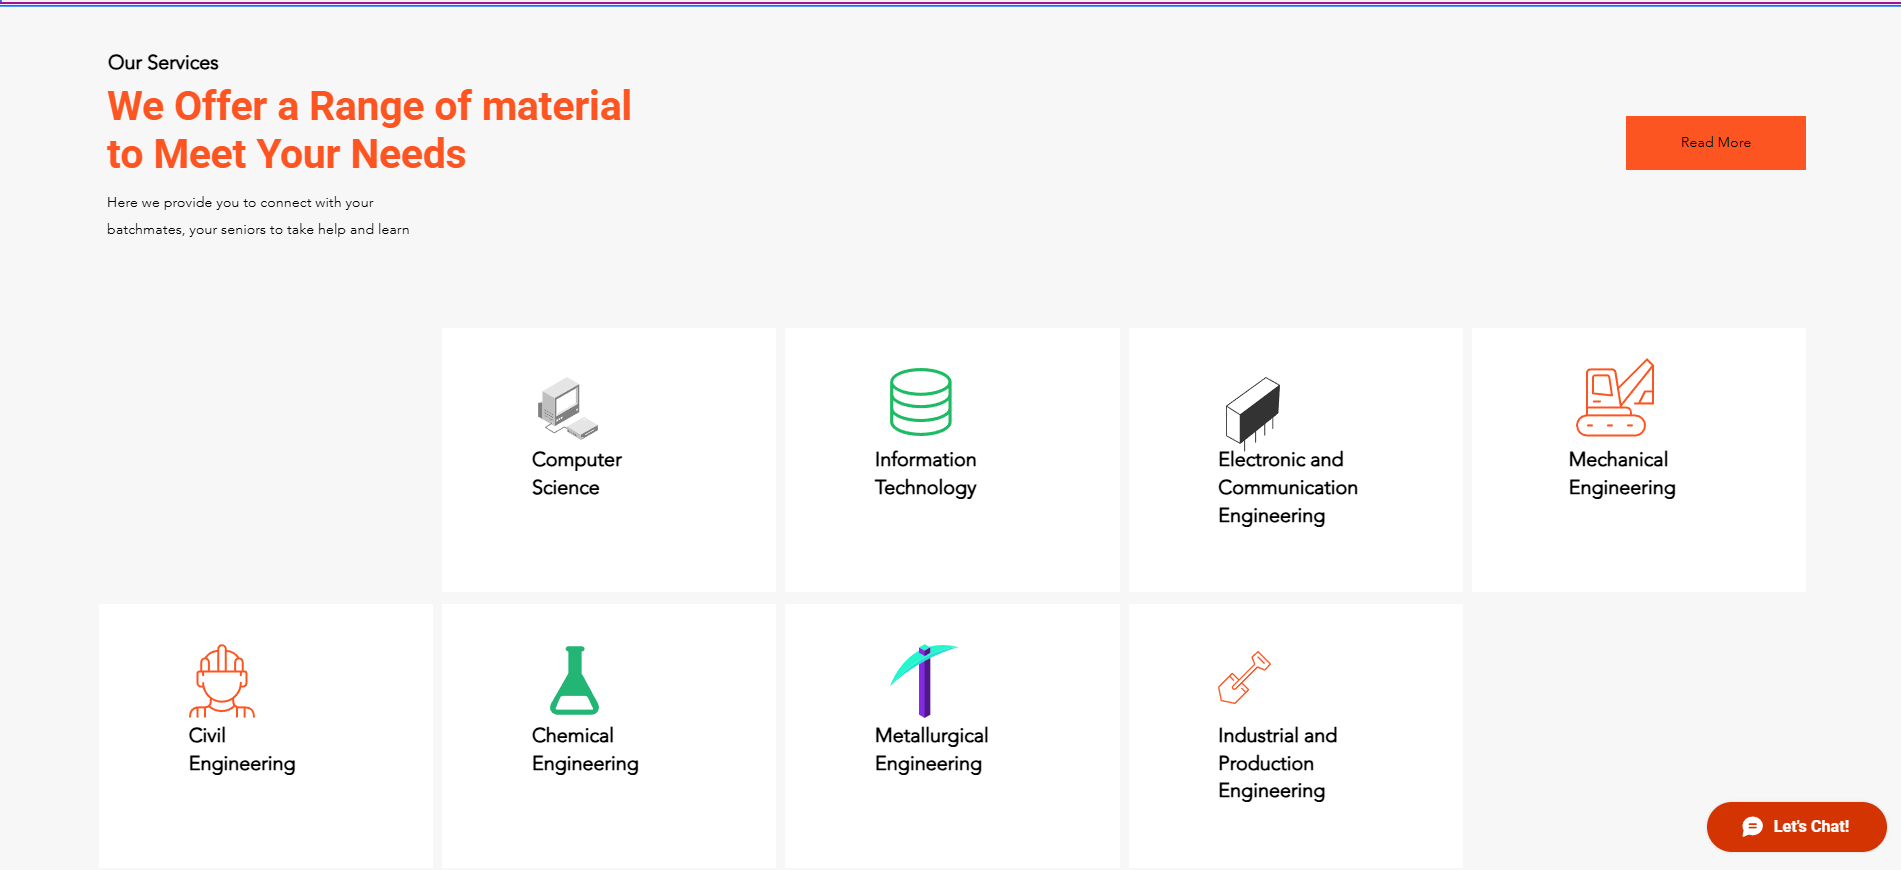 Our Services
We Offer a Range of material
to Meet Your Needs
Read More
Here we provide you to connect with your
batchmates, your seniors to take help and learn
Computer
Science
Information
Technology
Electronic and
Communication
Engineering
Mechanical
Engineering
Civil
Engineering
Chemical
Engineering
Metallurgical
Engineering
Industrial and
Production
Engineering
Let's Chat!